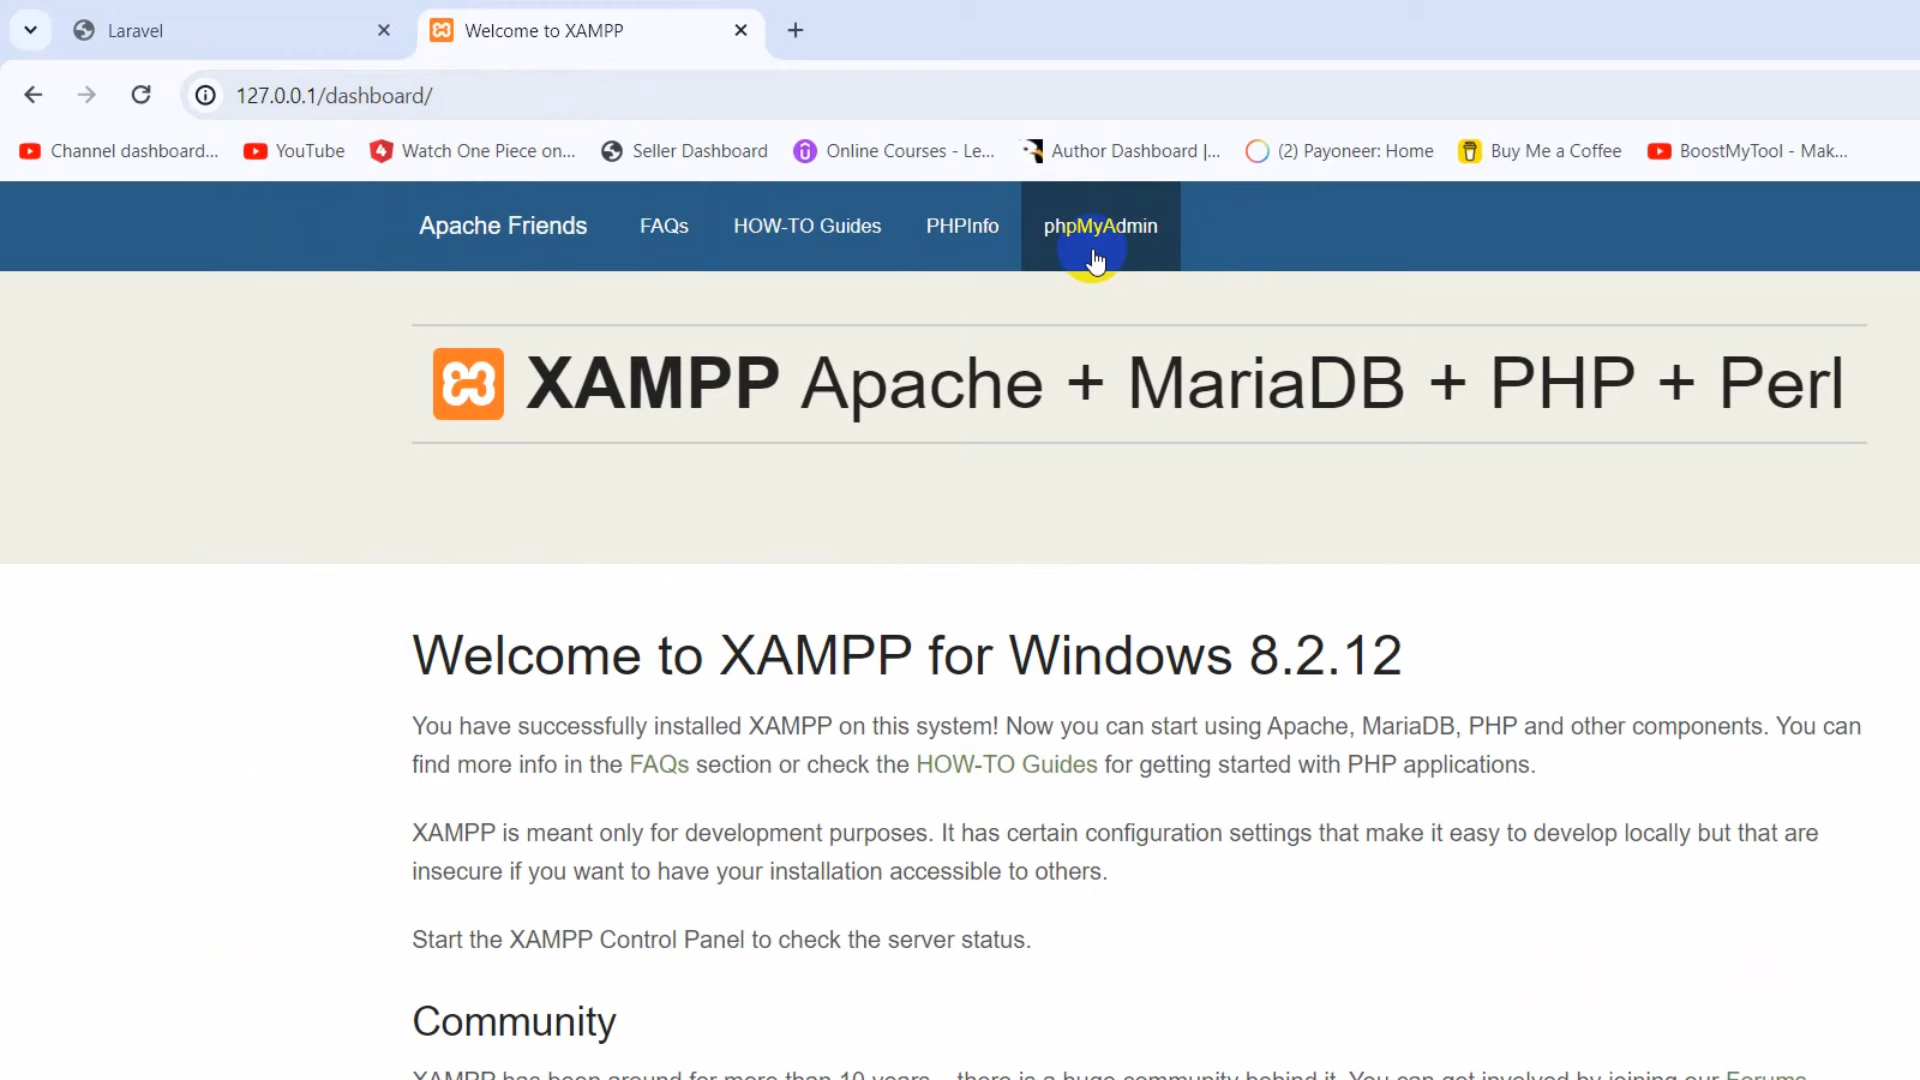 Laravel
Welcome to XAMPP
127.0.0.1/dashboard/
Channel dashboard... YouTube Watch One Piece on... Seller Dashboard Online Courses - Le... Author Dashboard |... (2) Payoneer: Home Buy Me a Coffee BoostMyTool - Mak...
Apache Friends FAQs HOW-TO Guides PHPInfo phpMyAdmin
XAMPP Apache + MariaDB + PHP + Perl
Welcome to XAMPP for Windows 8.2.12
You have successfully installed XAMPP on this system! Now you can start using Apache, MariaDB, PHP and other components. You can
find more info in the FAQs section or check the HOW-TO Guides for getting started with PHP applications.
XAMPP is meant only for development purposes. It has certain configuration settings that make it easy to develop locally but that are
insecure if you want to have your installation accessible to others.
Start the XAMPP Control Panel to check the server status.
Community
XAMPP has been around for more than 10 years – there is a huge community behind it. You can get involved by joining our Forums,